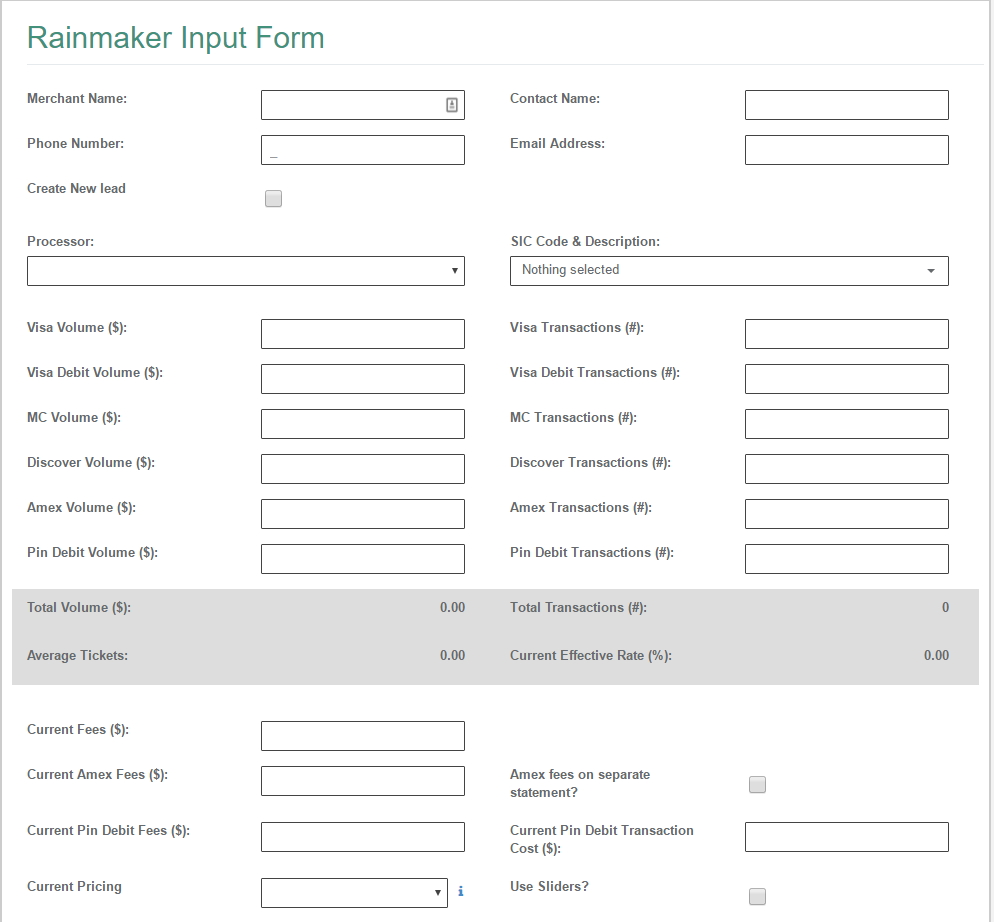 Rainmaker Input Form
Merchant Name:
Contact Name:
Phone Number:
_
Email Address:
Create New lead
Processor:
SIC Code & Description:
Nothing selected
Visa Volume ($):
Visa Transactions (#):
Visa Debit Volume ($):
Visa Debit Transactions (#):
MC Volume ($):
MC Transactions (#):
Discover Volume ($):
Discover Transactions (#):
Amex Volume ($):
Amex Transactions (#):
Pin Debit Volume ($):
Pin Debit Transactions (#):
Total Volume ($): 0.00
Total Transactions (#): 0
Average Tickets: 0.00
Current Effective Rate (%): 0.00
Current Fees ($):
Current Amex Fees ($):
Amex fees on separate
statement?
Current Pin Debit Fees ($):
Current Pin Debit Transaction
Cost ($):
Current Pricing
i
Use Sliders?